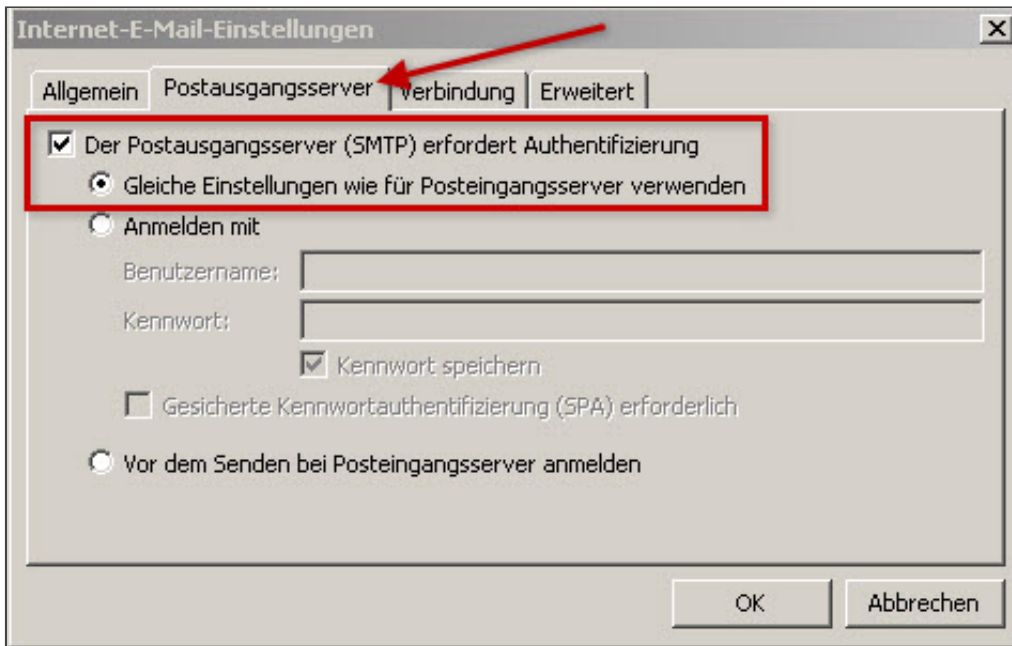 Internet-E-Mail-Einstellungen
Allgemein Postausgangsserver Verbindung Erweitert
Der Postausgangsserver (SMTP) erfordert Authentifizierung
Gleiche Einstellungen wie für Posteingangsserver verwenden
Anmelden mit
Benutzername:
Kennwort:
Kennwort speichern
Gesicherte Kennwortauthentifizierung (SPA) erforderlich
Vor dem Senden bei Posteingangsserver anmelden
OK Abbrechen